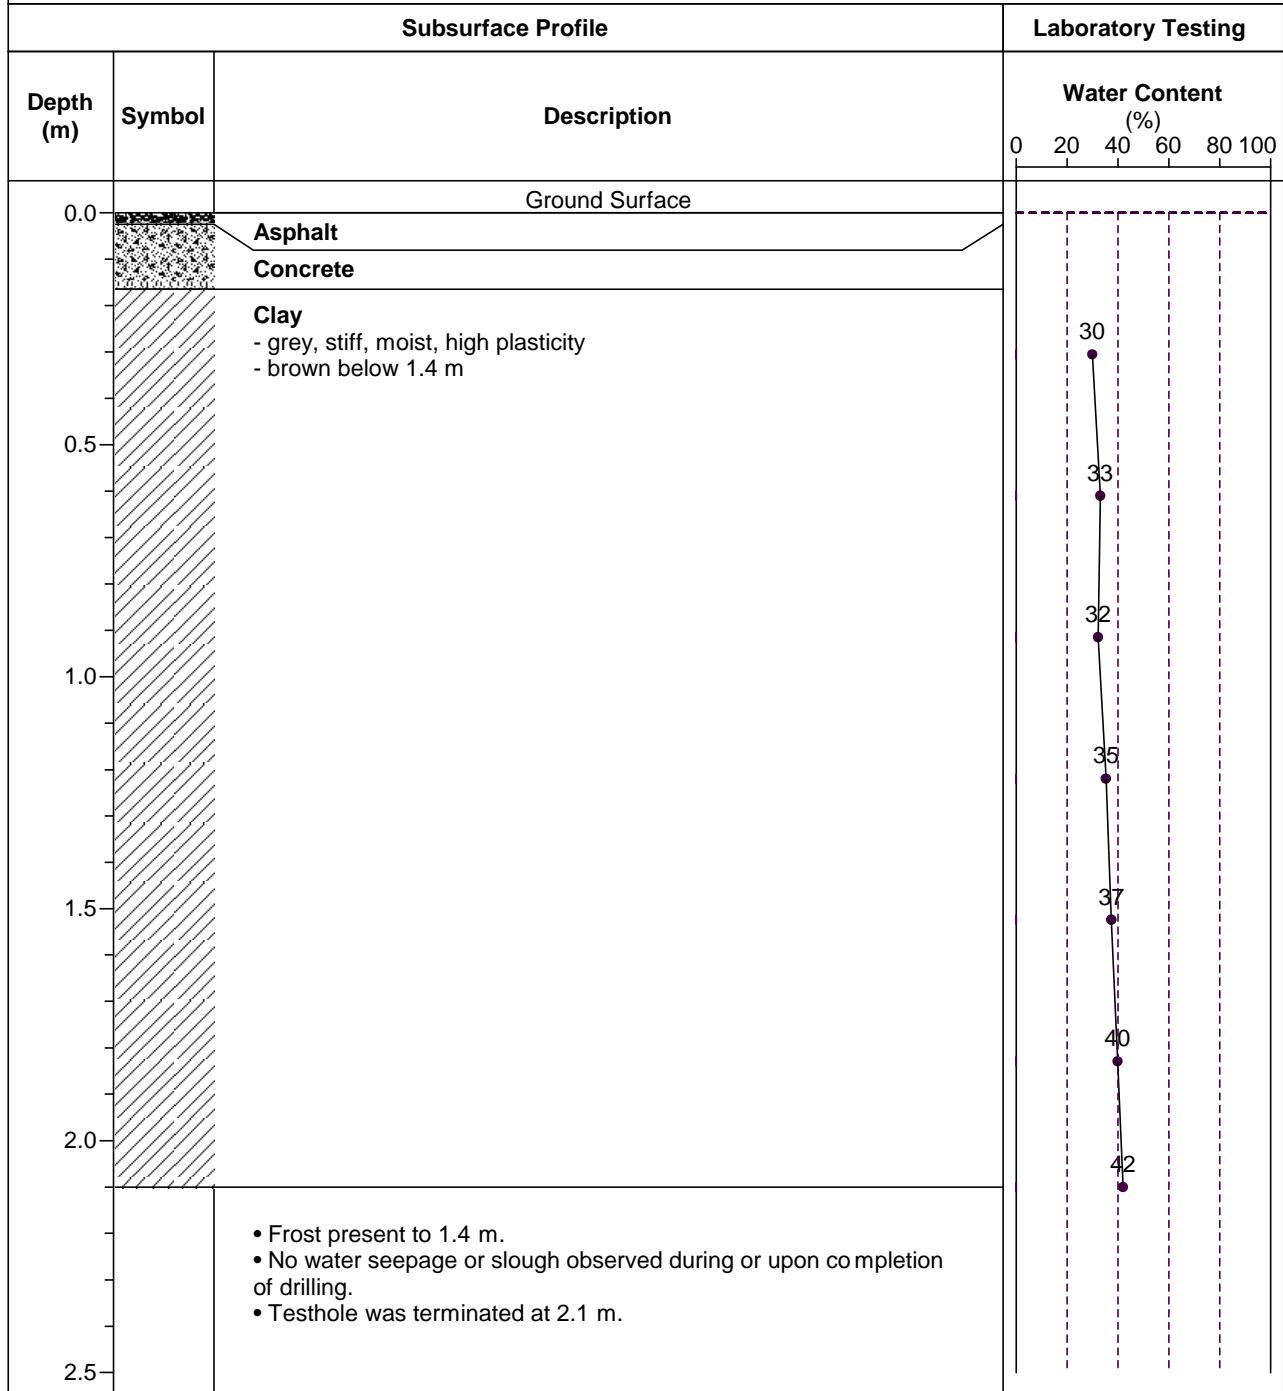 Subsurface Profile
Laboratory Testing
Depth
(m)
Symbol
Description
Water Content
(%)
0 20 40 60 80 100
Ground Surface
0.0
Asphalt
Concrete
Clay
- grey, stiff, moist, high plasticity
- brown below 1.4 m
30
0.5
33
32
1.0
35
1.5
37
40
2.0
42
• Frost present to 1.4 m.
• No water seepage or slough observed during or upon completion
of drilling.
• Testhole was terminated at 2.1 m.
2.5